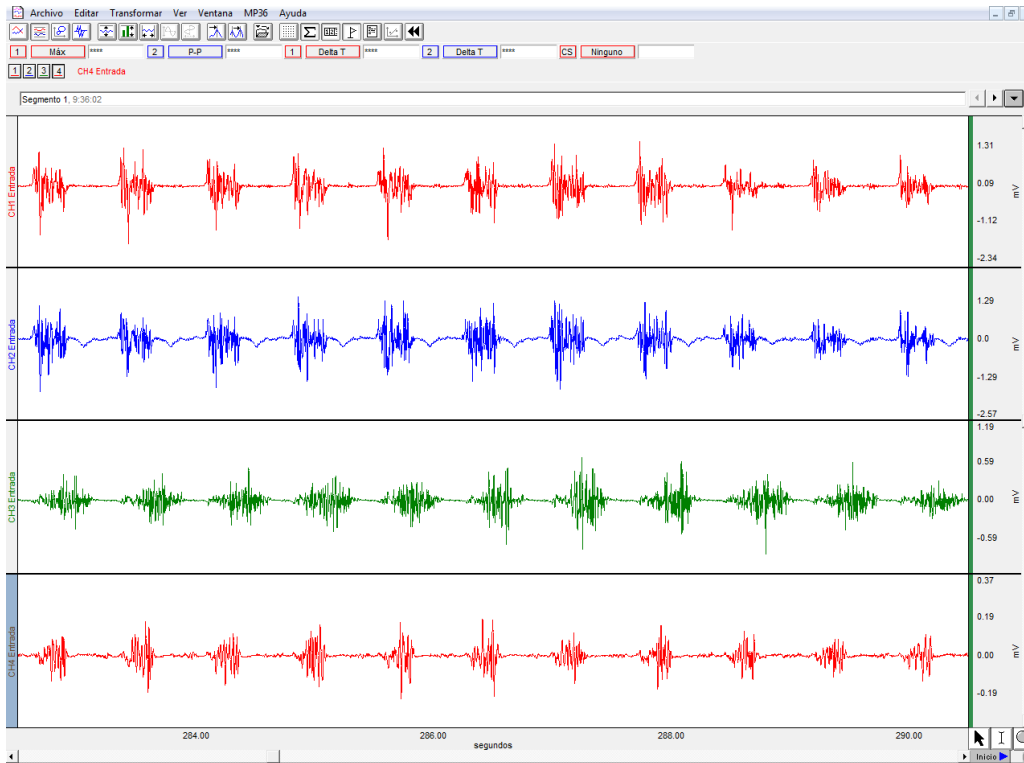 Archivo Editar Transformar Ver Ventana MP36 Ayuda
1 Máx **** 2 P-P **** 1 Delta T **** 2 Delta T **** CS Ninguno
1 2 3 4 CH4 Entrada
Segmento 1, 9:36:02
CH1 Entrada
1.31
0.09
-1.12
-2.34
mV
CH2 Entrada
1.29
0.0
-1.29
-2.57
mV
CH3 Entrada
1.19
0.59
0.00
-0.59
mV
CH4 Entrada
0.37
0.19
0.00
-0.19
mV
284.00 286.00 288.00 290.00
segundos
Inicio